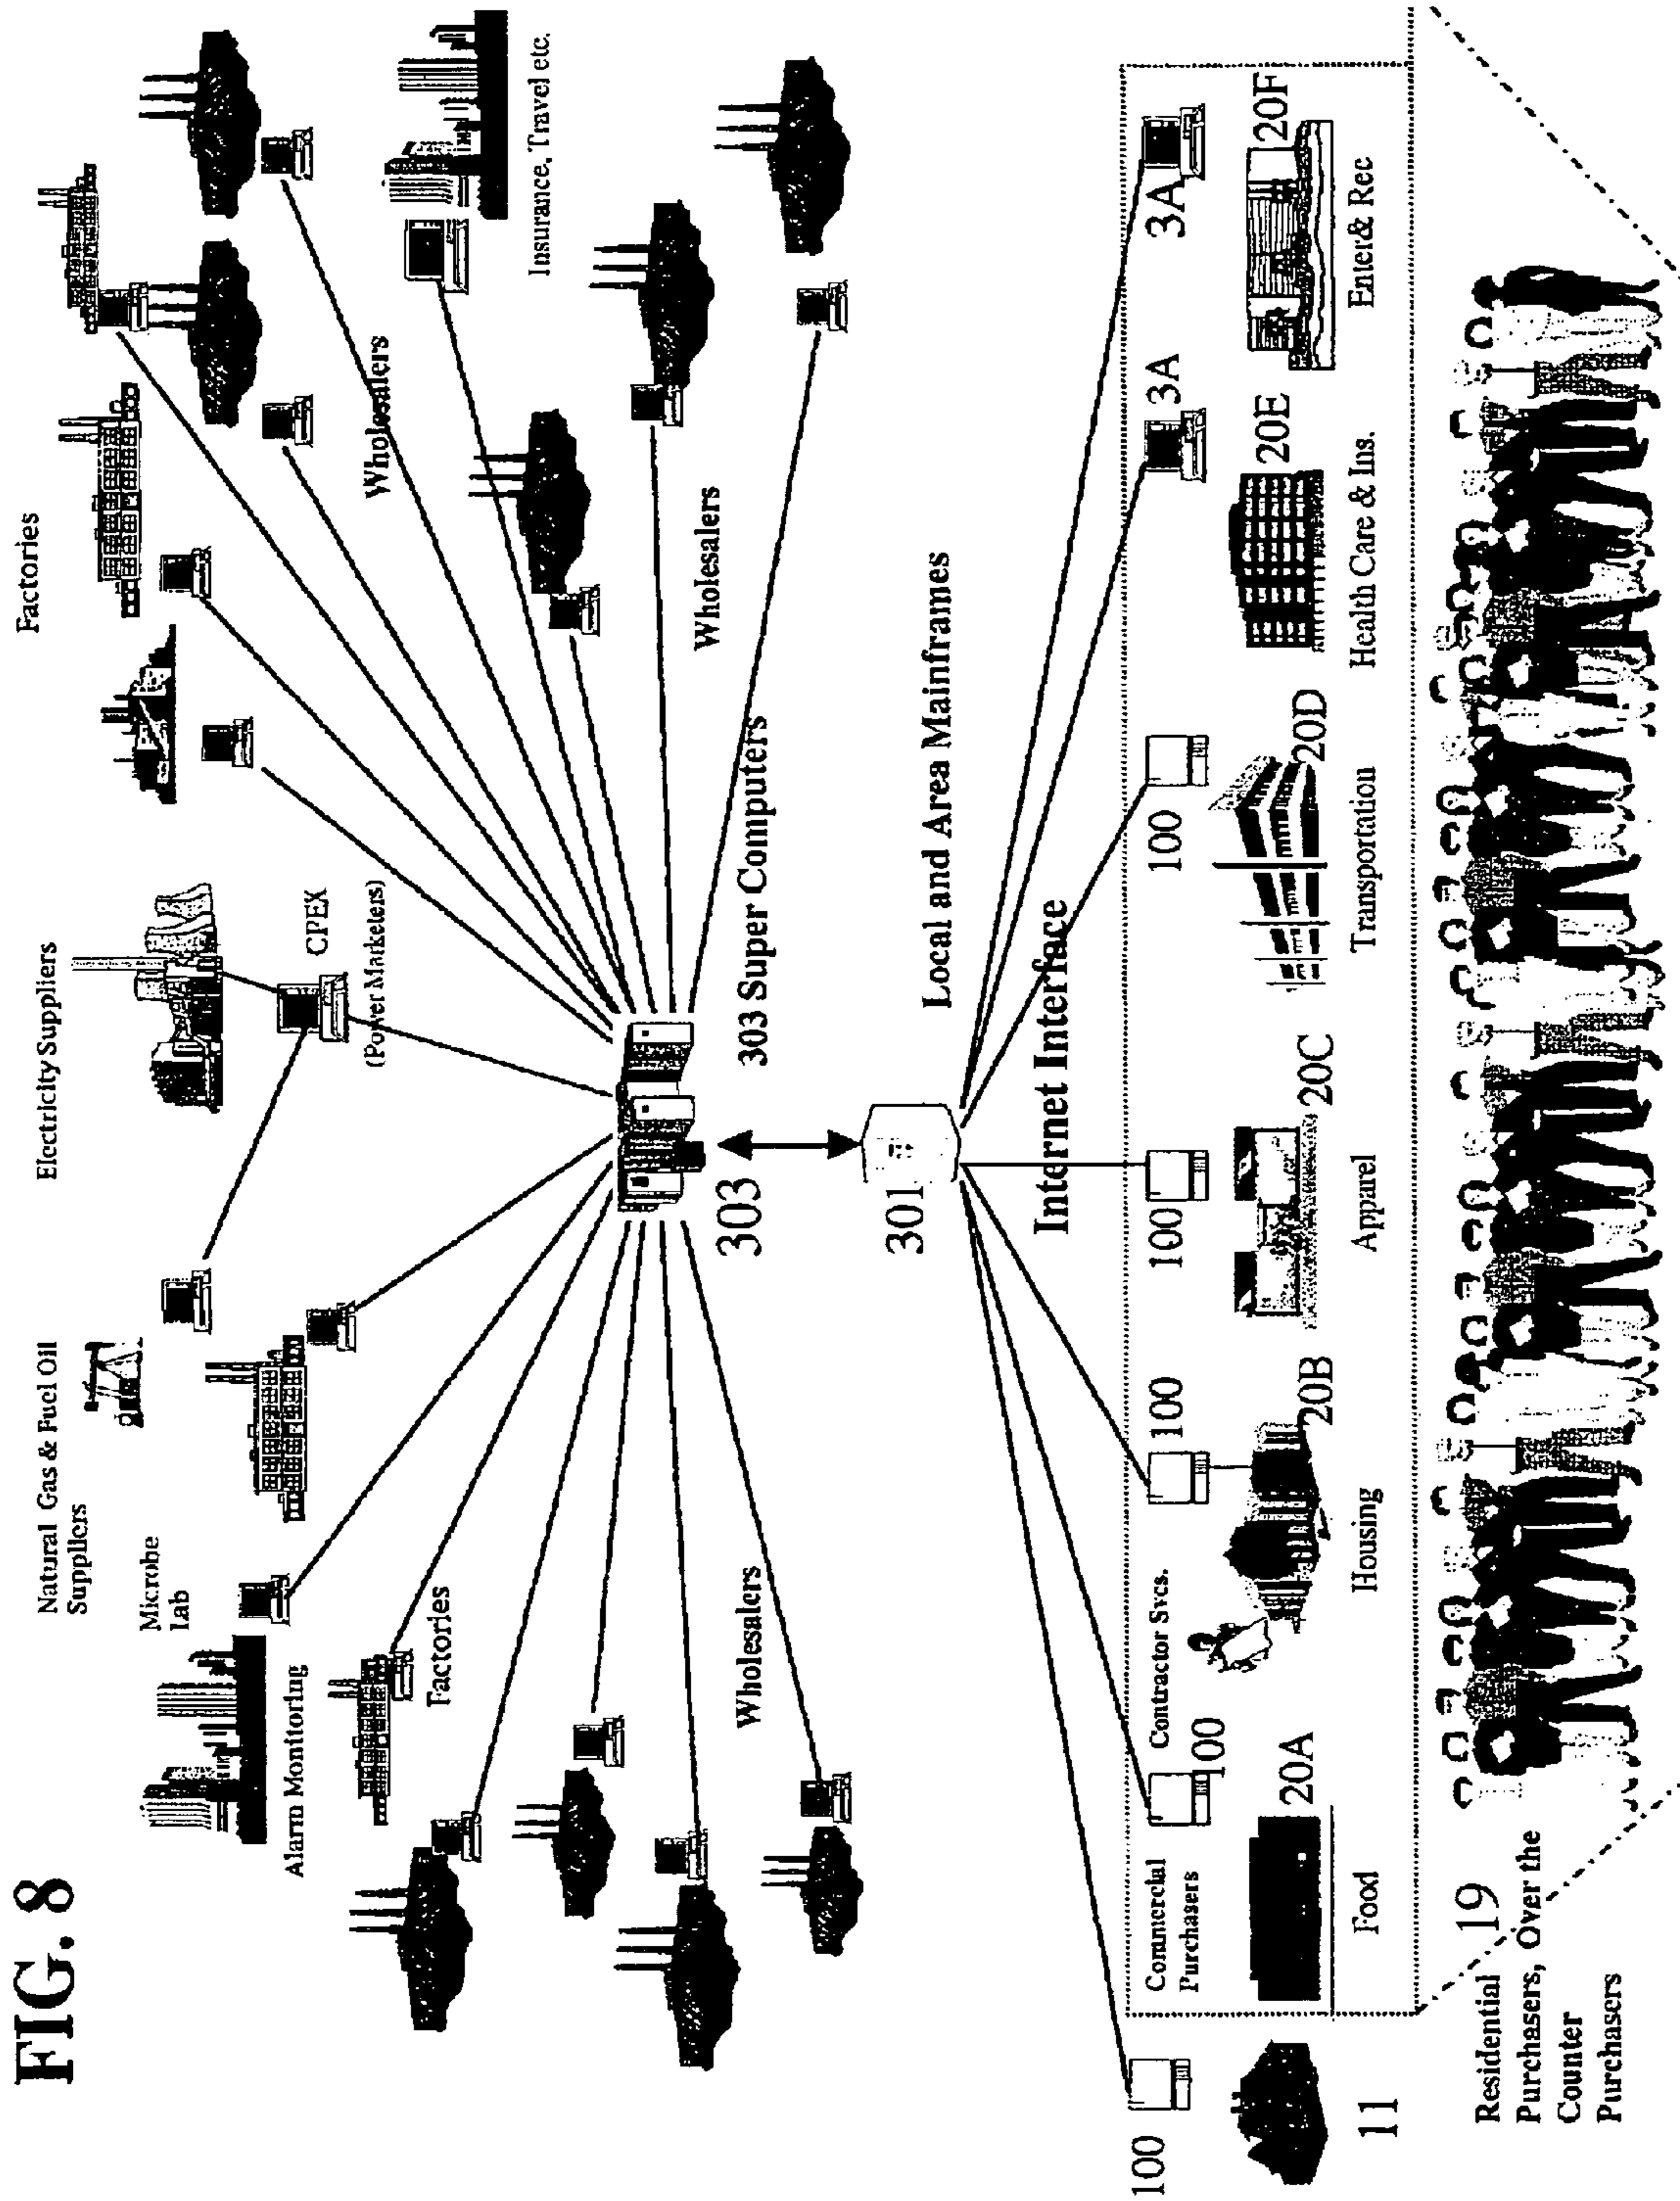 FIG. 8
Factories
Electricity Suppliers
Natural Gas & Fuel Oil
Suppliers
Microbe
Lab
Alarm Monitoring
CPEX
(Power Marketers)
Wholesalers
Insurance, Travel etc.
Factories
Wholesalers
Wholesalers
303 Super Computers
303
Local and Area Mainframes
301
Internet Interface
100
100
100
100
100
3A
3A
Commercial
Purchasers
Contractor Svcs.
11
20A
20B
20C
20D
20E
20F
Food
Housing
Apparel
Transportation
Health Care & Ins.
Enter& Rec
Residential 19
Purchasers, Over the
Counter
Purchasers